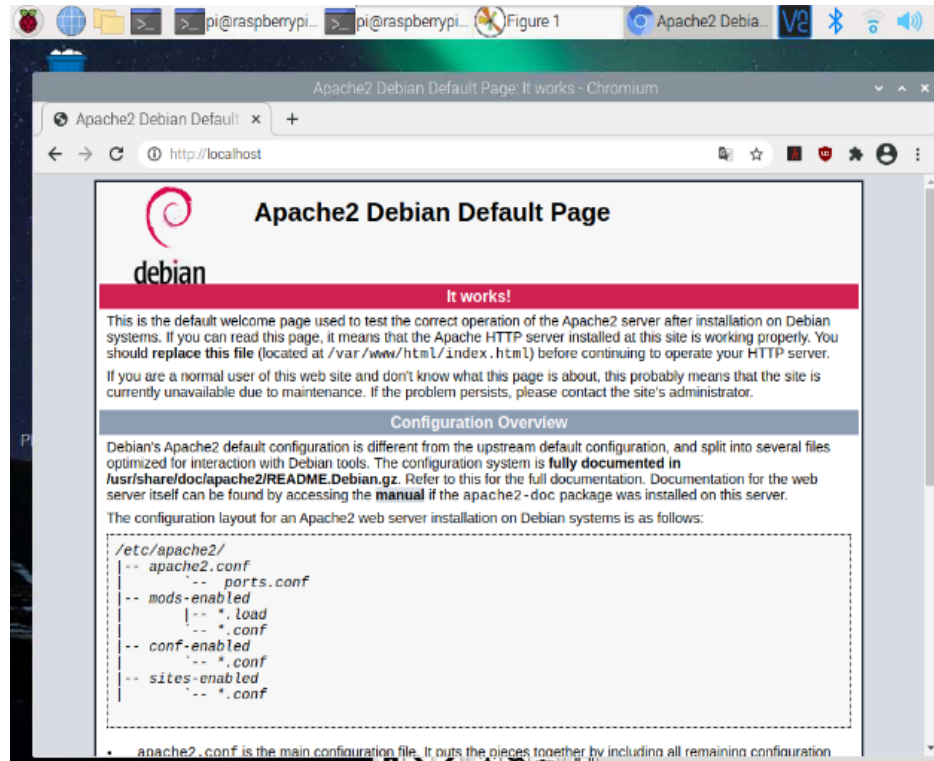 pi@raspberrypi... pi@raspberrypi... Figure 1 Apache2 Debia... V2
Apache2 Debian Default Page: It works - Chromium
Apache2 Debian Default × +
http://localhost
Apache2 Debian Default Page
debian
It works!
This is the default welcome page used to test the correct operation of the Apache2 server after installation on Debian
systems. If you can read this page, it means that the Apache HTTP server installed at this site is working properly. You
should replace this file (located at /var/www/html/index.html) before continuing to operate your HTTP server.
If you are a normal user of this web site and don't know what this page is about, this probably means that the site is
currently unavailable due to maintenance. If the problem persists, please contact the site's administrator.
Configuration Overview
Debian's Apache2 default configuration is different from the upstream default configuration, and split into several files
optimized for interaction with Debian tools. The configuration system is fully documented in
/usr/share/doc/apache2/README.Debian.gz. Refer to this for the full documentation. Documentation for the web
server itself can be found by accessing the manual if the apache2-doc package was installed on this server.
The configuration layout for an Apache2 web server installation on Debian systems is as follows:
/etc/apache2/
|-- apache2.conf
|       `--  ports.conf
|-- mods-enabled
|       |-- *.load
|       `-- *.conf
|-- conf-enabled
|       `-- *.conf
|-- sites-enabled
|       `-- *.conf
• apache2.conf is the main configuration file. It puts the pieces together by including all remaining configuration